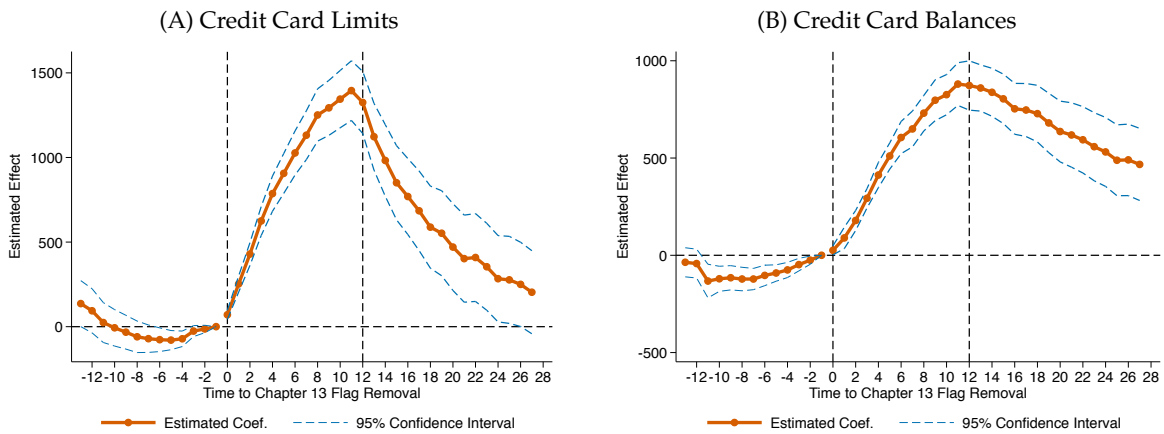 (A) Credit Card Limits
Estimated Effect
1500
1000
500
0
-12 -10 -8 -6 -4 -2 0 2 4 6 8 10 12 14 16 18 20 22 24 26 28
Time to Chapter 13 Flag Removal
Estimated Coef. 95% Confidence Interval
(B) Credit Card Balances
Estimated Effect
1000
500
0
-500
-12 -10 -8 -6 -4 -2 0 2 4 6 8 10 12 14 16 18 20 22 24 26 28
Time to Chapter 13 Flag Removal
Estimated Coef. 95% Confidence Interval